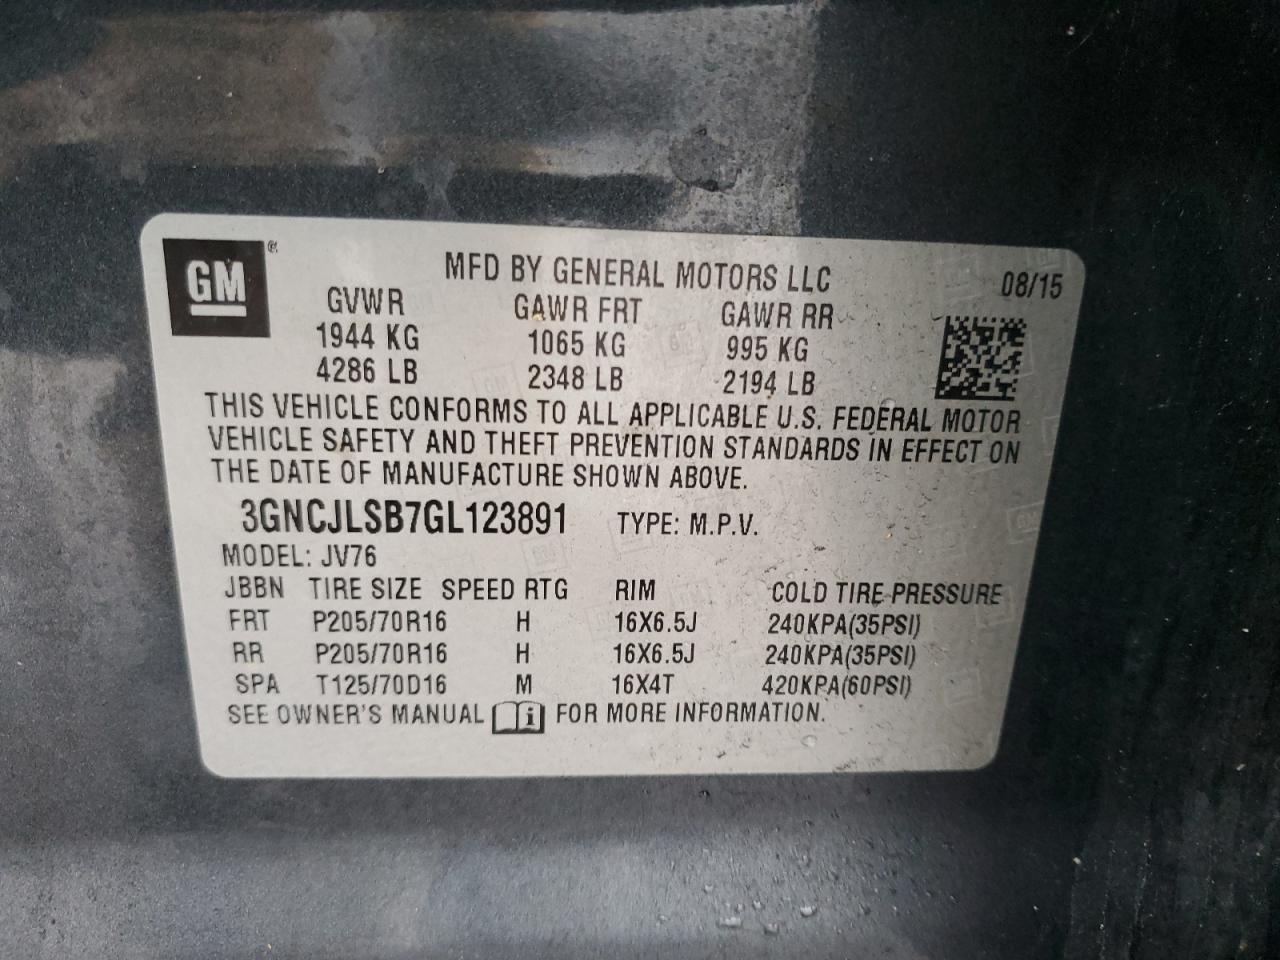 GM ®
MFD BY GENERAL MOTORS LLC 08/15
GVWR GAWR FRT GAWR RR
1944 KG 1065 KG 995 KG
4286 LB 2348 LB 2194 LB
THIS VEHICLE CONFORMS TO ALL APPLICABLE U.S. FEDERAL MOTOR
VEHICLE SAFETY AND THEFT PREVENTION STANDARDS IN EFFECT ON
THE DATE OF MANUFACTURE SHOWN ABOVE.
3GNCJLSB7GL123891 TYPE: M.P.V.
MODEL: JV76
JBBN TIRE SIZE SPEED RTG RIM COLD TIRE PRESSURE
FRT P205/70R16 H 16X6.5J 240KPA(35PSI)
RR P205/70R16 H 16X6.5J 240KPA(35PSI)
SPA T125/70D16 M 16X4T 420KPA(60PSI)
SEE OWNER'S MANUAL i FOR MORE INFORMATION.